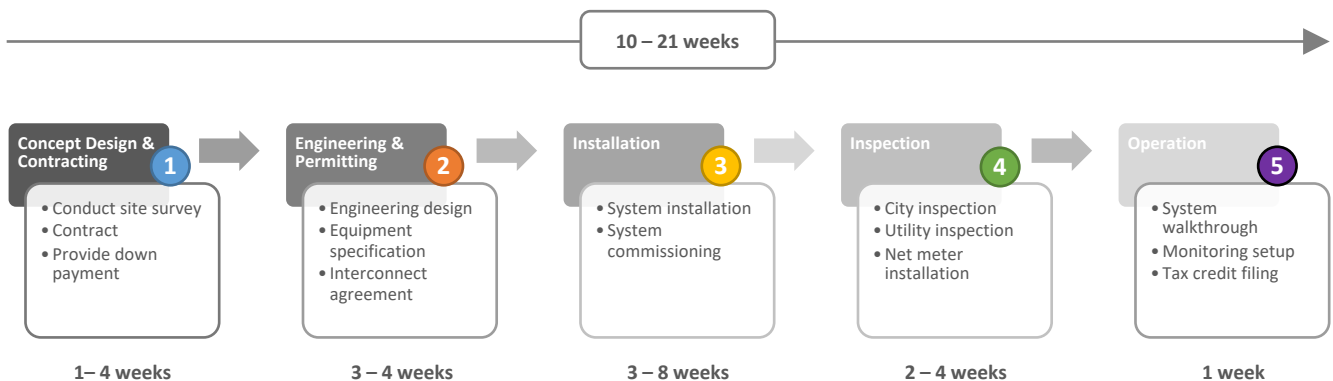 10 – 21 weeks
Concept Design &
Contracting
1
• Conduct site survey
• Contract
• Provide down
payment
1– 4 weeks
Engineering &
Permitting
2
• Engineering design
• Equipment
specification
• Interconnect
agreement
3 – 4 weeks
Installation
3
• System installation
• System
commissioning
3 – 8 weeks
Inspection
4
• City inspection
• Utility inspection
• Net meter
installation
2 – 4 weeks
Operation
5
• System
walkthrough
• Monitoring setup
• Tax credit filing
1 week